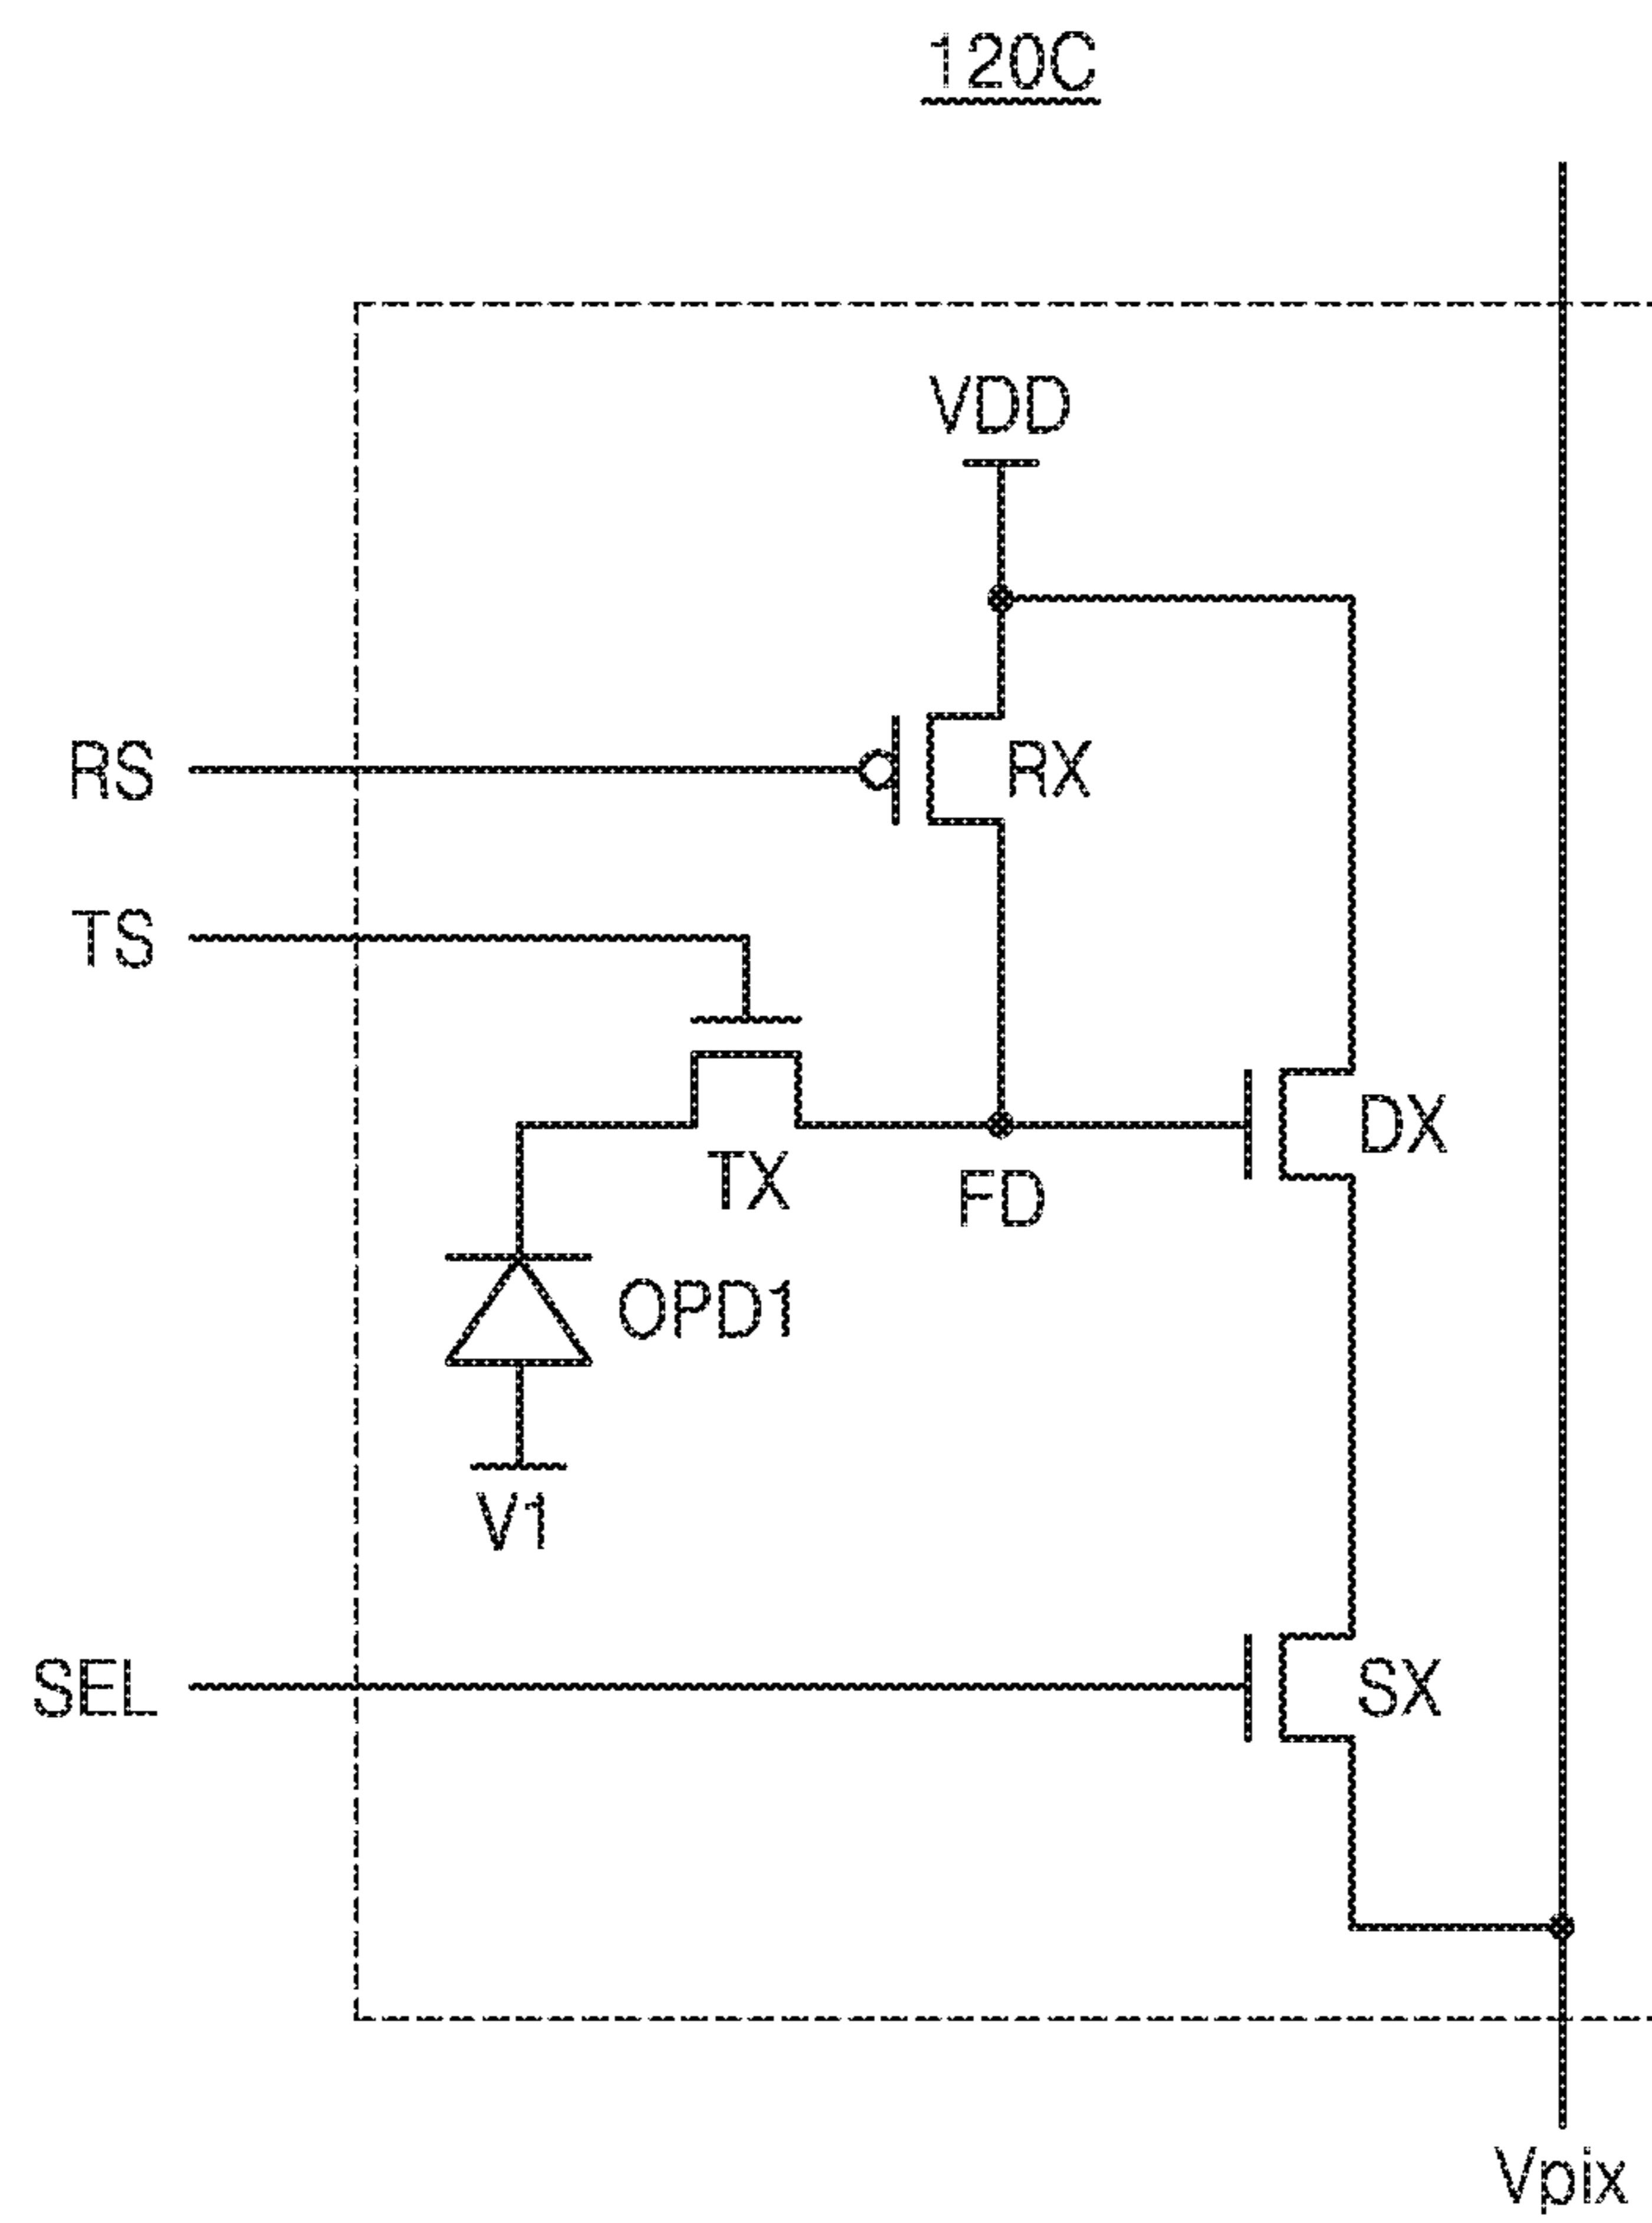 120C
VDD
RS
RX
TS
DX
TX
FD
OPD1
V1
SEL
SX
Vpix